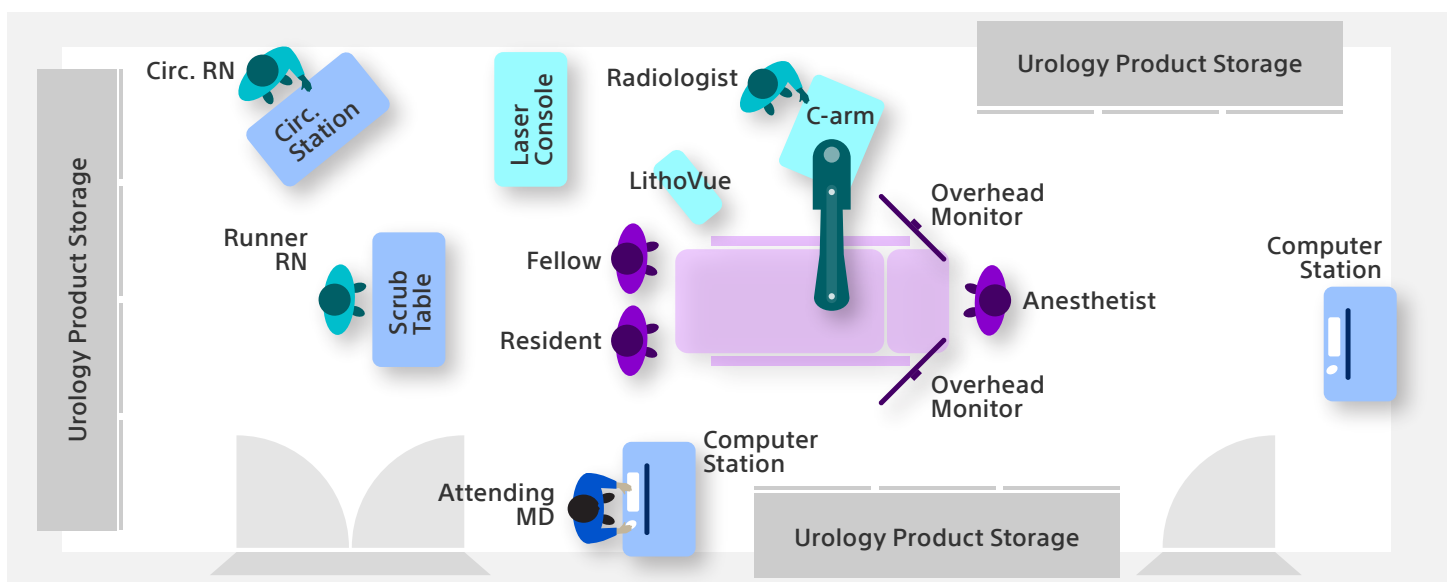 Circ. RN
Circ.
Station
Laser
Console
Radiologist
C-arm
Urology Product Storage
LithoVue
Overhead
Monitor
Urology Product Storage
Runner
RN
Scrub
Table
Fellow
Resident
Anesthetist
Computer
Station
Overhead
Monitor
Computer
Station
Attending
MD
Urology Product Storage